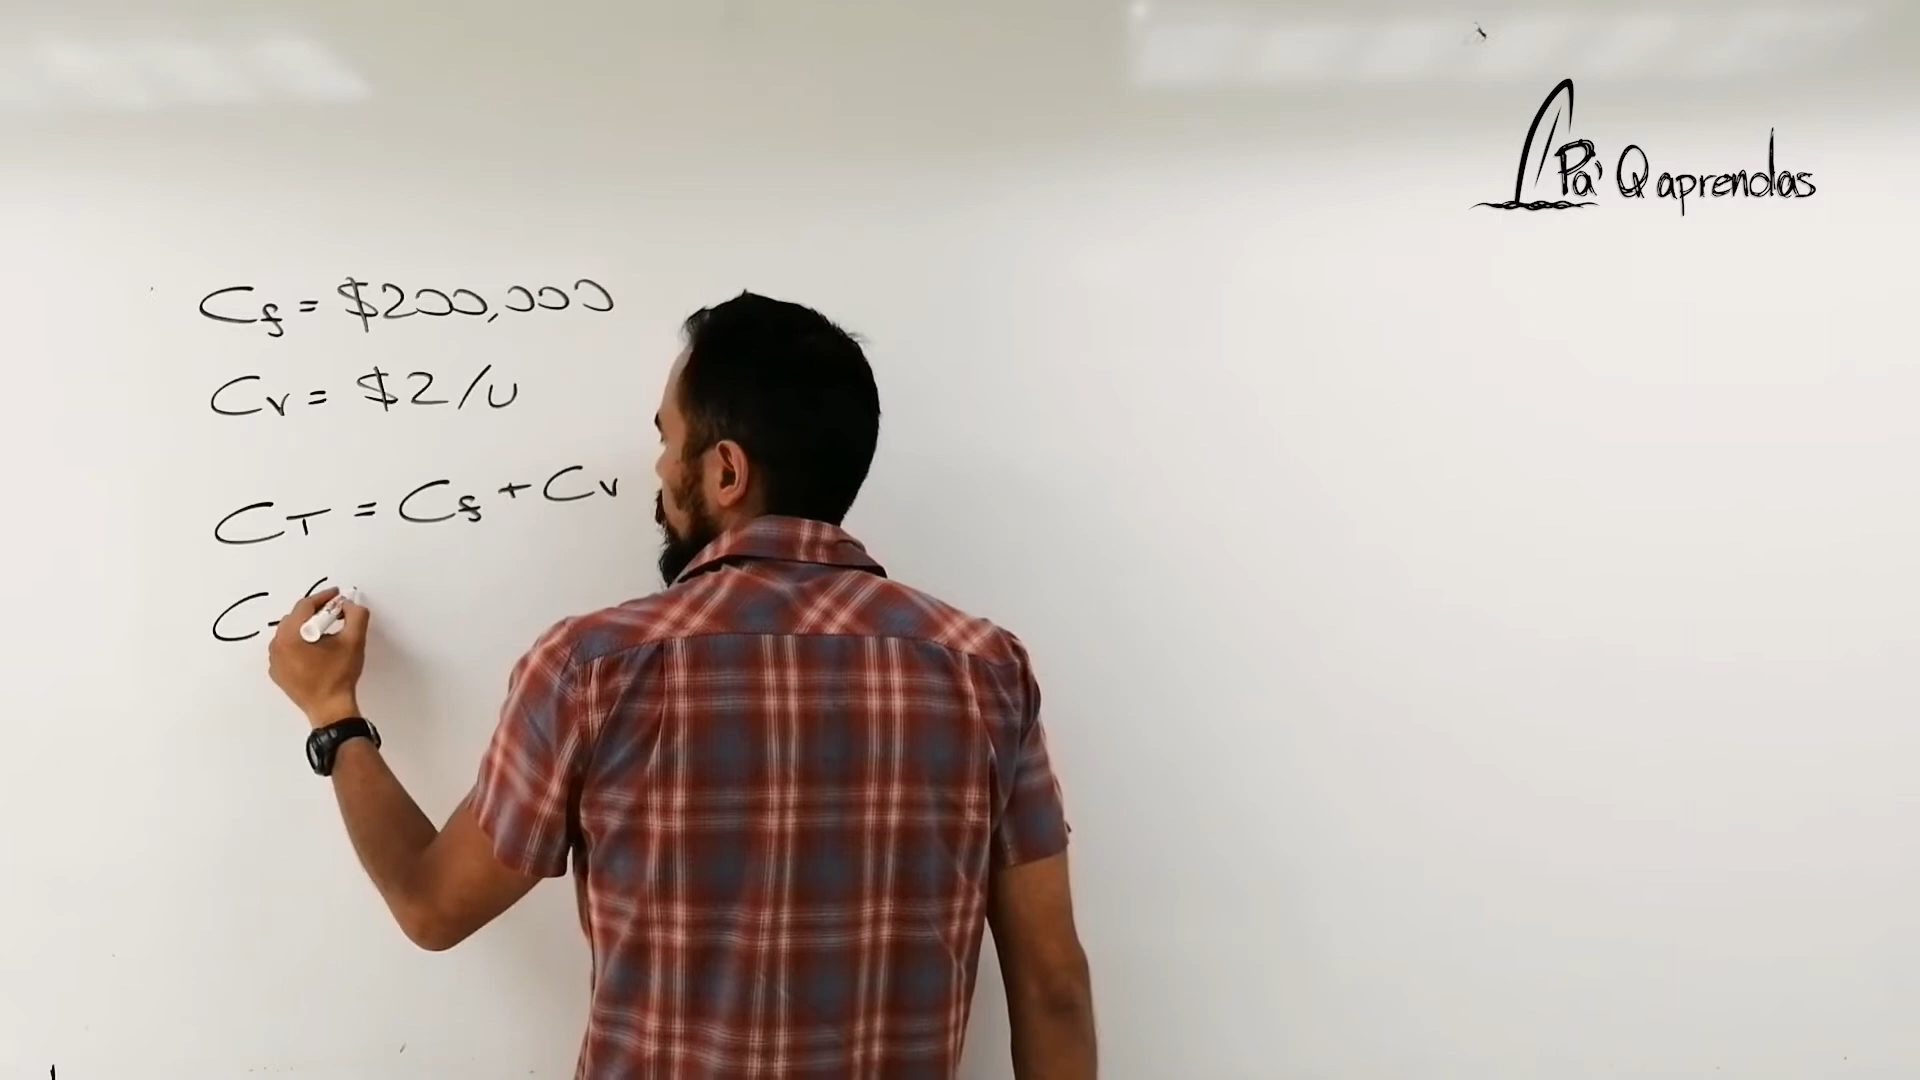 Pa' Q aprendas
Cf = $200,000
Cv = $2/u
CT = Cf + Cv
C